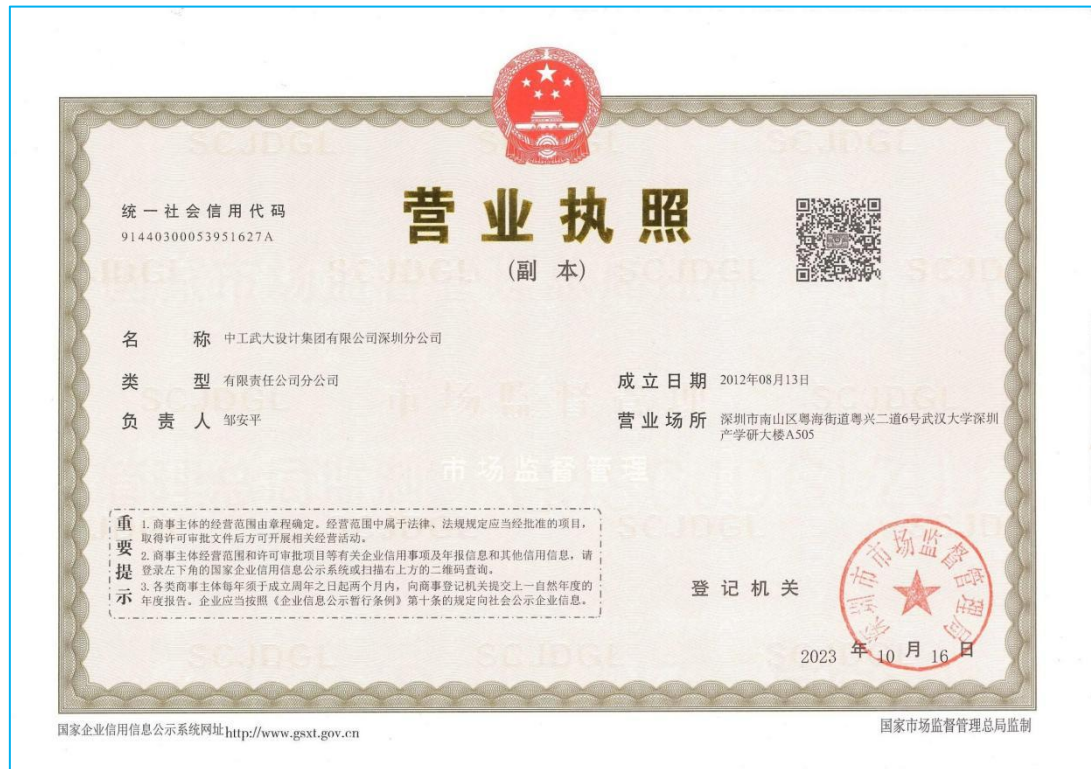 营业执照
(副 本)
统一社会信用代码
91440300053951627A
名 称 中工武大设计集团有限公司深圳分公司
类 型 有限责任公司分公司
负 责 人 邹安平
成立日期 2012年08月13日
营业场所 深圳市南山区粤海街道粤兴二道6号武汉大学深圳
产学研大楼A505
市场监督管理
重要提示
1.商事主体的经营范围由章程确定。经营范围中属于法律、法规规定应当经批准的项目,
取得许可审批文件后方可开展相关经营活动。
2.商事主体经营范围和许可审批项目等有关企业信用事项及年报信息和其他信用信息,请
登录左下角的国家企业信用信息公示系统或扫描右上方的二维码查询。
3.各类商事主体每年须于成立周年之日起两个月内,向商事登记机关提交上一自然年度的
年度报告。企业应当按照《企业信息公示暂行条例》第十条的规定向社会公示企业信息。
登记机关
深圳市市场监督管理局
2023 年 10 月 16 日
国家企业信用信息公示系统网址http://www.gsxt.gov.cn
国家市场监督管理总局监制
SCJDGL